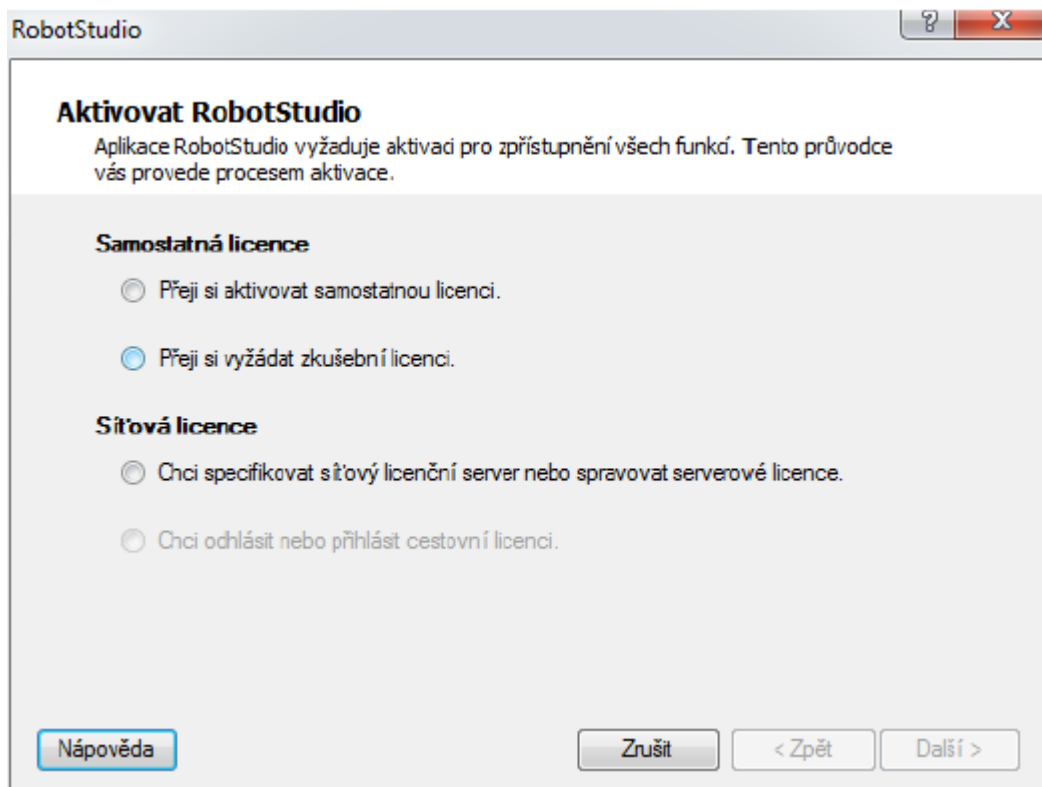 RobotStudio
Aktivovat RobotStudio
Aplikace RobotStudio vyžaduje aktivaci pro zpřístupnění všech funkcí. Tento průvodce
vás provede procesem aktivace.
Samostatná licence
Přeji si aktivovat samostatnou licenci.
Přeji si vyžádat zkušební licenci.
Síťová licence
Chci specifikovat síťový licenční server nebo spravovat serverové licence.
Chci odhlásit nebo přihlásit cestovní licenci.
Nápověda Zrušit < Zpět Další >